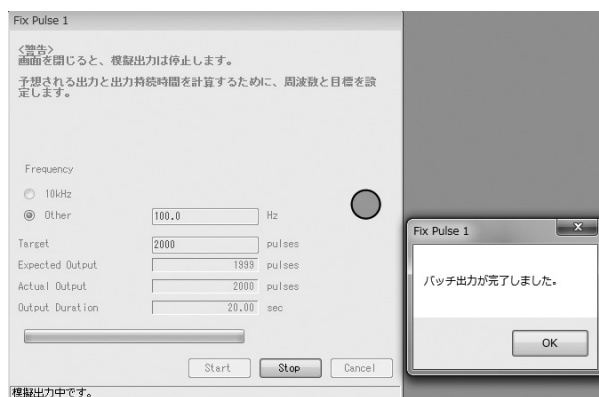 Fix Pulse 1
<警告>
画面を閉じると、模擬出力は停止します。
予想される出力と出力持続時間を計算するために、周波数と目標を設
定します。
Frequency
10kHz
Other 100.0 Hz
Target 2000 pulses
Expected Output 1999 pulses
Actual Output 2000 pulses
Output Duration 20.00 sec
Start Stop Cancel
模擬出力中です。
Fix Pulse 1
x
バッチ出力が完了しました。
OK